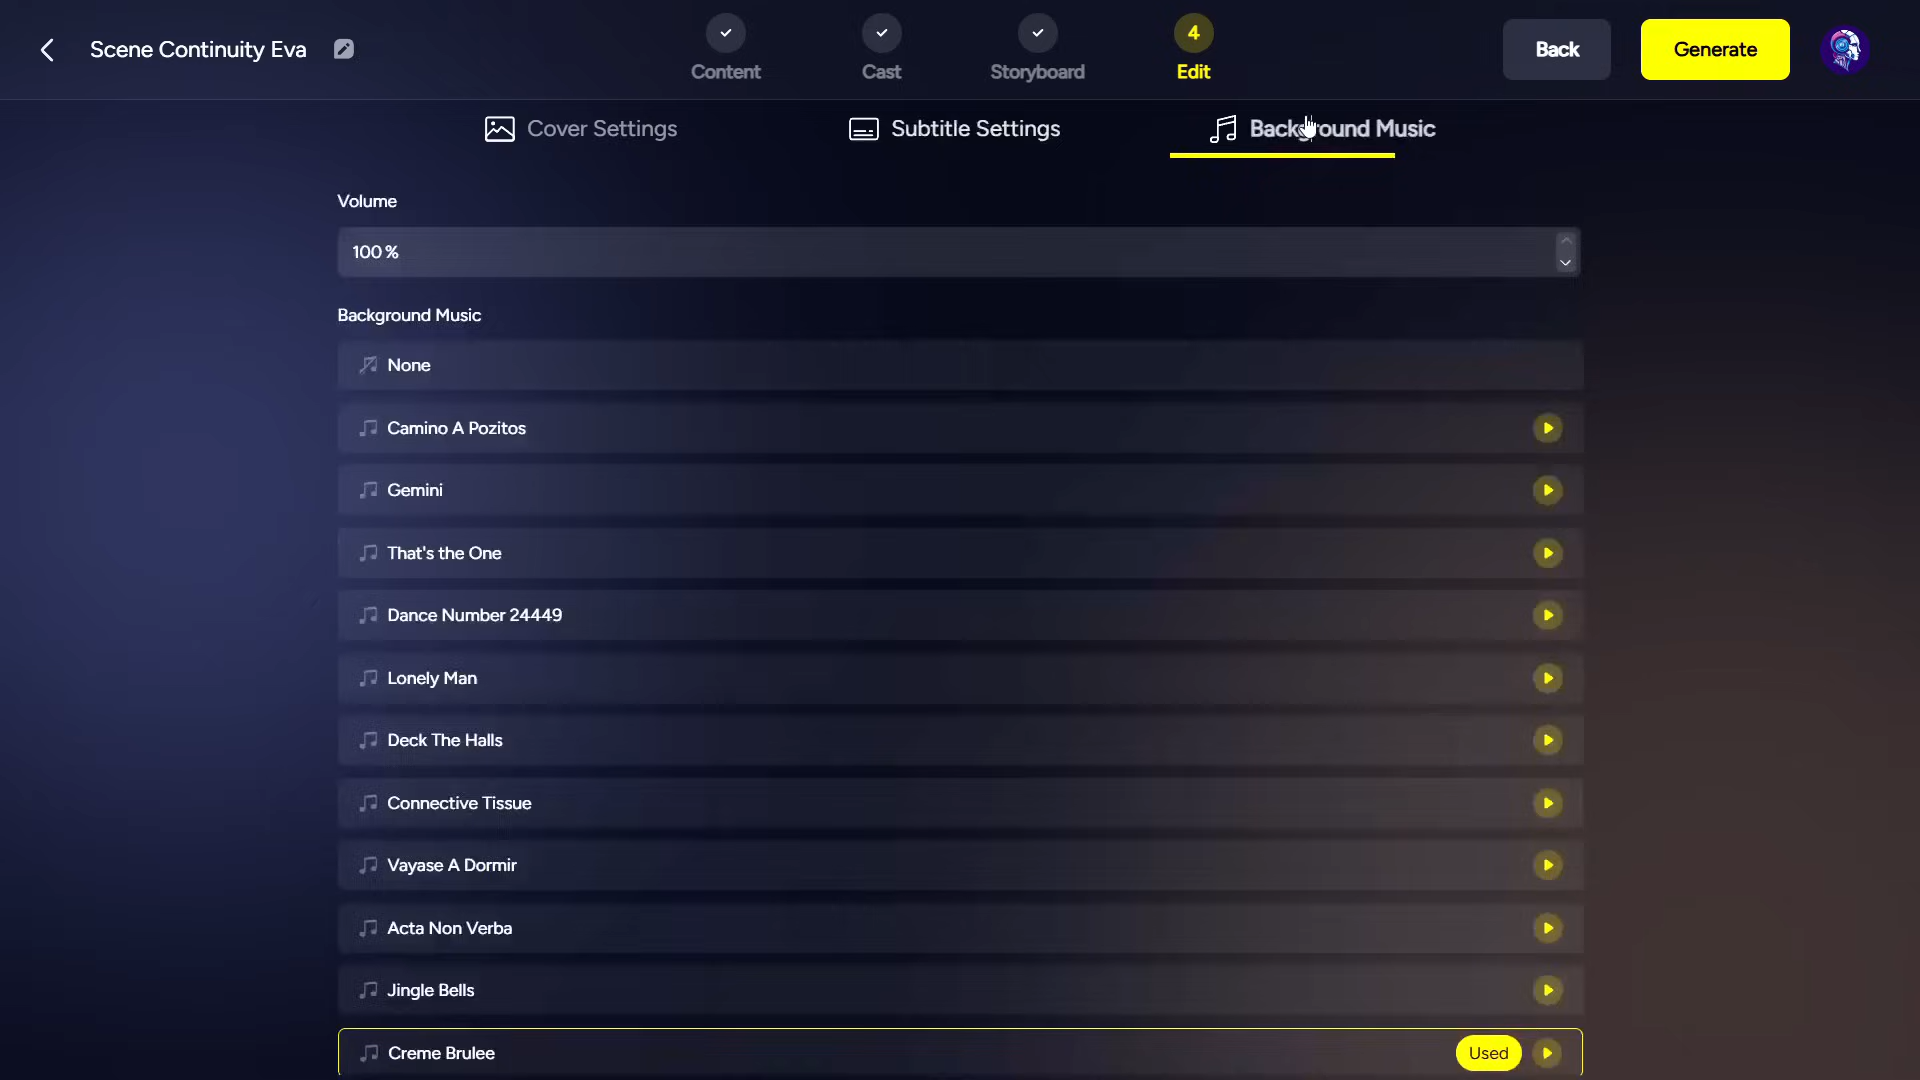 Scene Continuity Eva
Content
Cast
Storyboard
4
Edit
Back
Generate
Cover Settings
Subtitle Settings
Background Music
Volume
100 %
Background Music
None
Camino A Pozitos
Gemini
That's the One
Dance Number 24449
Lonely Man
Deck The Halls
Connective Tissue
Vayase A Dormir
Acta Non Verba
Jingle Bells
Creme Brulee
Used